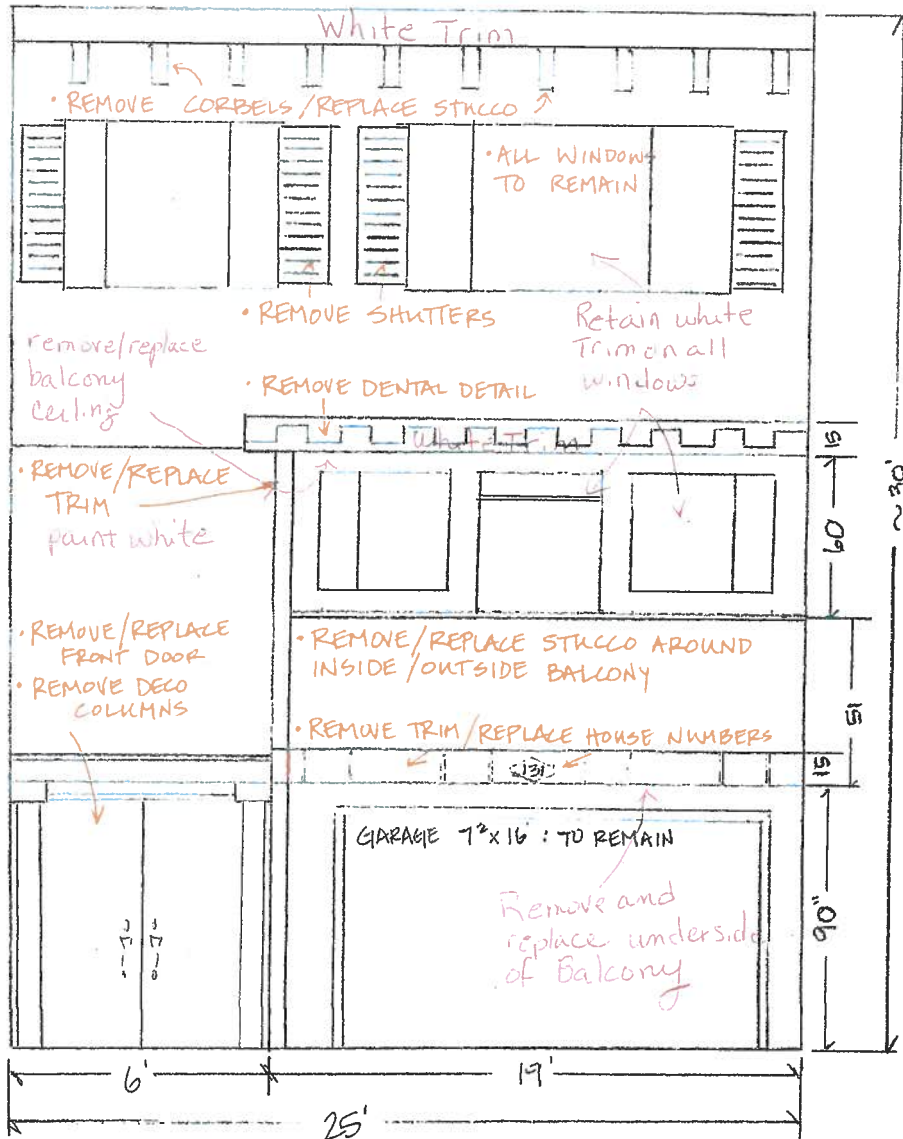 White Trim
• REMOVE CORBELS/REPLACE STUCCO
• ALL WINDOWS
TO REMAIN
• REMOVE SHUTTERS
Retain white
Trim on all
windows
remove/replace
balcony
ceiling
• REMOVE DENTAL DETAIL
White Trim
15
• REMOVE/REPLACE
TRIM
paint white
60
~30'
• REMOVE/REPLACE
FRONT DOOR
• REMOVE DECO
COLUMNS
• REMOVE/REPLACE STUCCO AROUND
INSIDE/OUTSIDE BALCONY
51
• REMOVE TRIM/REPLACE HOUSE NUMBERS
131
15
GARAGE 7²x16' : TO REMAIN
Remove and
replace underside
of Balcony
90"
6'
19'
25'